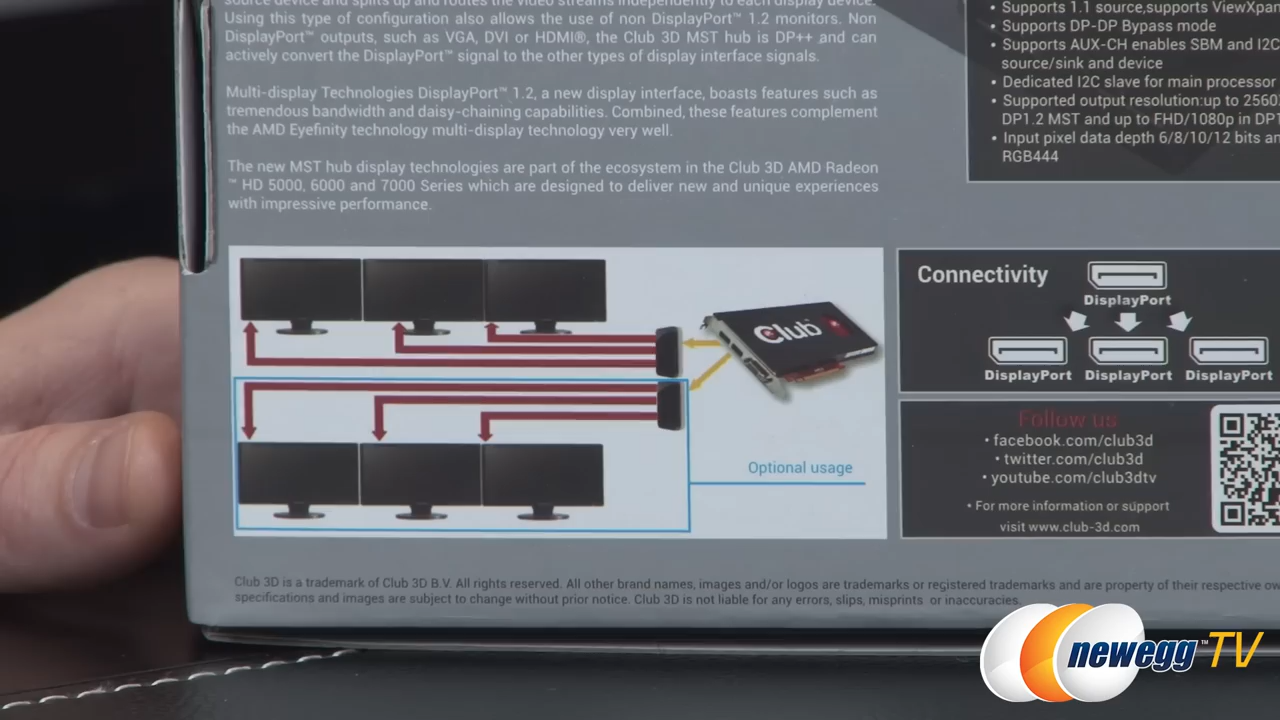 source device and splits up and routes the video streams independently to each display device.
Using this type of configuration also allows the use of non DisplayPort™ 1.2 monitors. Non
DisplayPort™ outputs, such as VGA, DVI or HDMI®, the Club 3D MST hub is DP++ and can
actively convert the DisplayPort™ signal to the other types of display interface signals.
Multi-display Technologies DisplayPort™ 1.2, a new display interface, boasts features such as
tremendous bandwidth and daisy-chaining capabilities. Combined, these features complement
the AMD Eyefinity technology multi-display technology very well.
The new MST hub display technologies are part of the ecosystem in the Club 3D AMD Radeon
™ HD 5000, 6000 and 7000 Series which are designed to deliver new and unique experiences
with impressive performance.
• Supports 1.1 source,supports ViewXpan
• Supports DP-DP Bypass mode
• Supports AUX-CH enables SBM and I2C
source/sink and device
• Dedicated I2C slave for main processor
• Supported output resolution:up to 2560
DP1.2 MST and up to FHD/1080p in DP1
• Input pixel data depth 6/8/10/12 bits an
RGB444
Club
Optional usage
Connectivity
DisplayPort
DisplayPort DisplayPort DisplayPort
Follow us
• facebook.com/club3d
• twitter.com/club3d
• youtube.com/club3dtv
• For more information or support
visit www.club-3d.com
Club 3D is a trademark of Club 3D B.V. All rights reserved. All other brand names, images and/or logos are trademarks or registered trademarks and are property of their respective ow
specifications and images are subject to change without prior notice. Club 3D is not liable for any errors, slips, misprints or inaccuracies.
newegg™TV